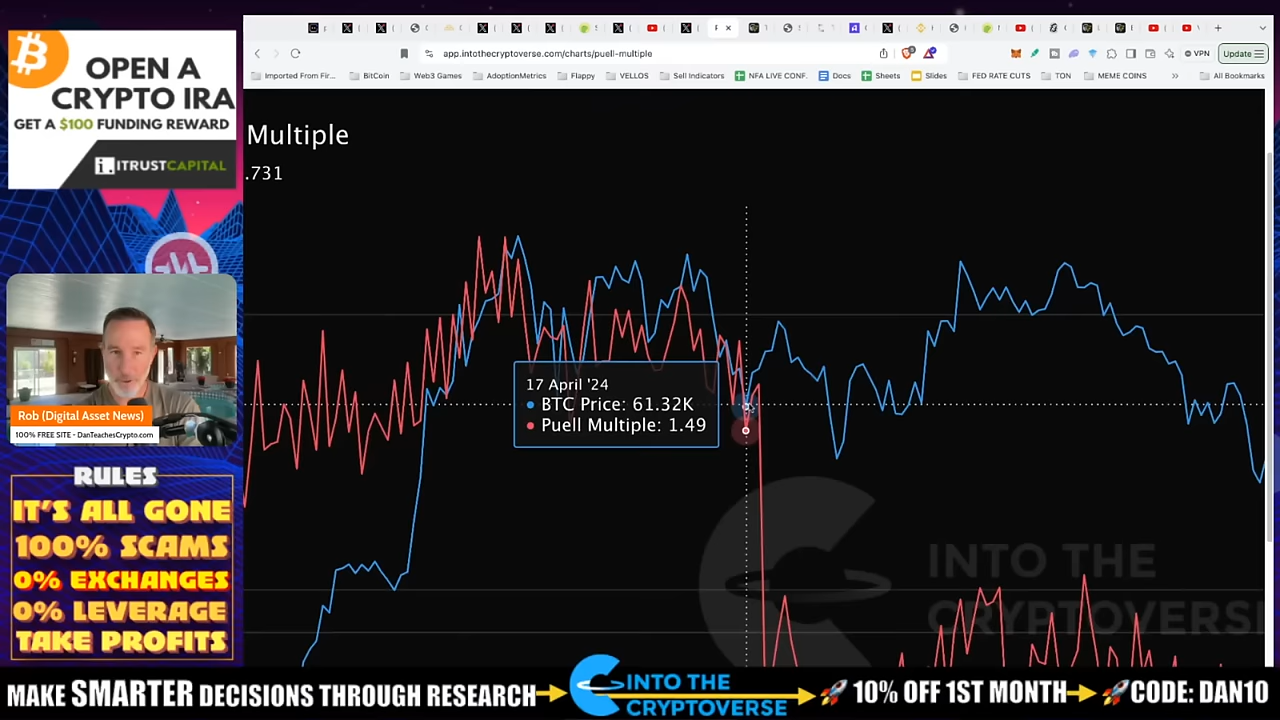 OPEN A
CRYPTO IRA
GET A $100 FUNDING REWARD
i. ITRUSTCAPITAL
Rob (Digital Asset News)
100% FREE SITE - DanTeachesCrypto.com
RULES
IT'S ALL GONE
100% SCAMS
0% EXCHANGES
0% LEVERAGE
TAKE PROFITS
app.intothecryptoverse.com/charts/puell-multiple
VPN
Update
Imported From Fir...
BitCoin
Web3 Games
AdoptionMetrics
Flappy
VELLOS
Sell Indicators
NFA LIVE CONF.
Docs
Sheets
Slides
FED RATE CUTS
TON
MEME COINS
»
All Bookmarks
Multiple
.731
17 April '24
BTC Price: 61.32K
Puell Multiple: 1.49
INTO THE
CRYPTOVERSE
MAKE SMARTER DECISIONS THROUGH RESEARCH
INTO THE
CRYPTOVERSE
10% OFF 1ST MONTH
CODE: DAN10